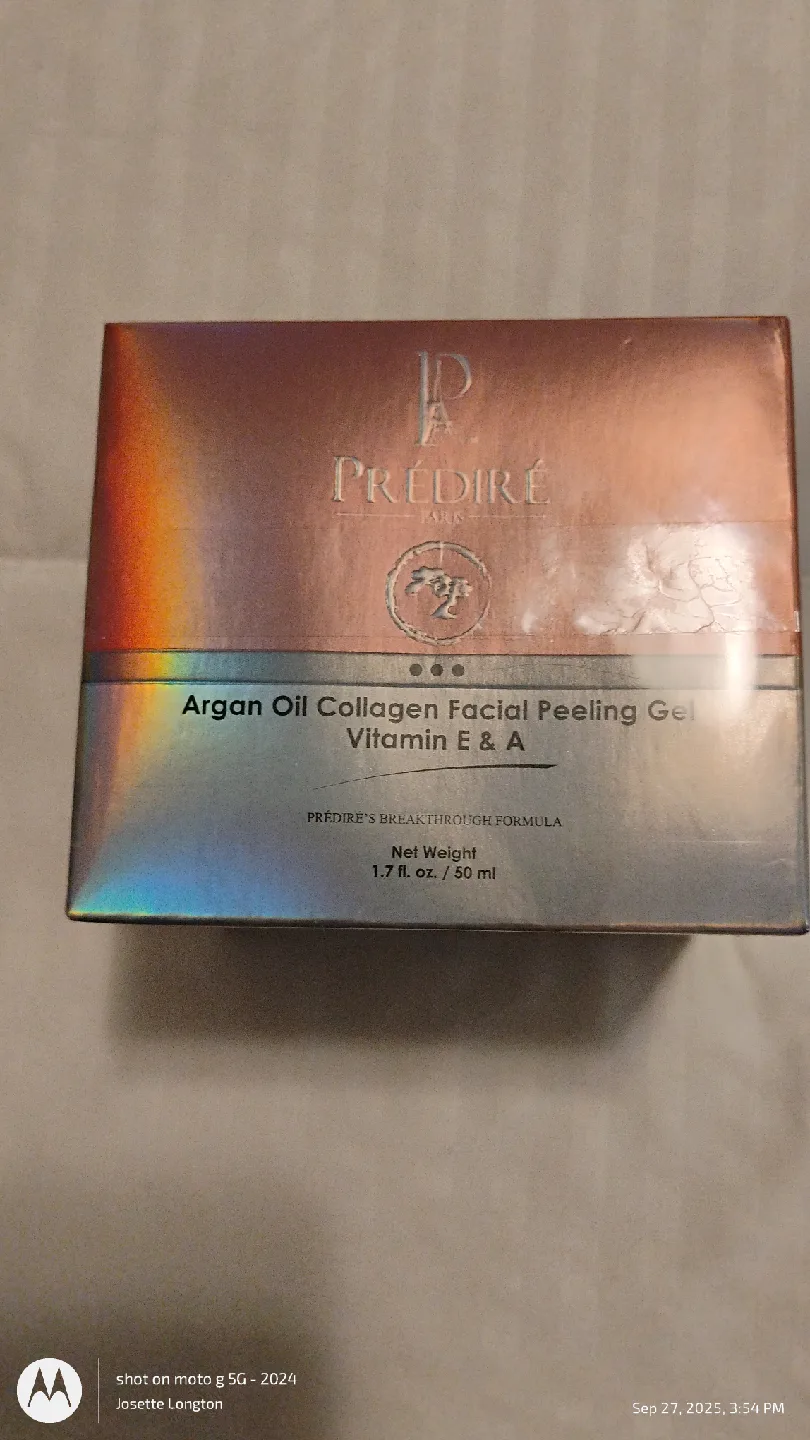 PRÉDIRÉ
PARIS
Argan Oil Collagen Facial Peeling Gel
Vitamin E & A
PRÉDIRÉ'S BREAKTHROUGH FORMULA
Net Weight
1.7 fl. oz. / 50 ml
shot on moto g 5G - 2024
Josette Longton
Sep 27, 2025, 3:54 PM